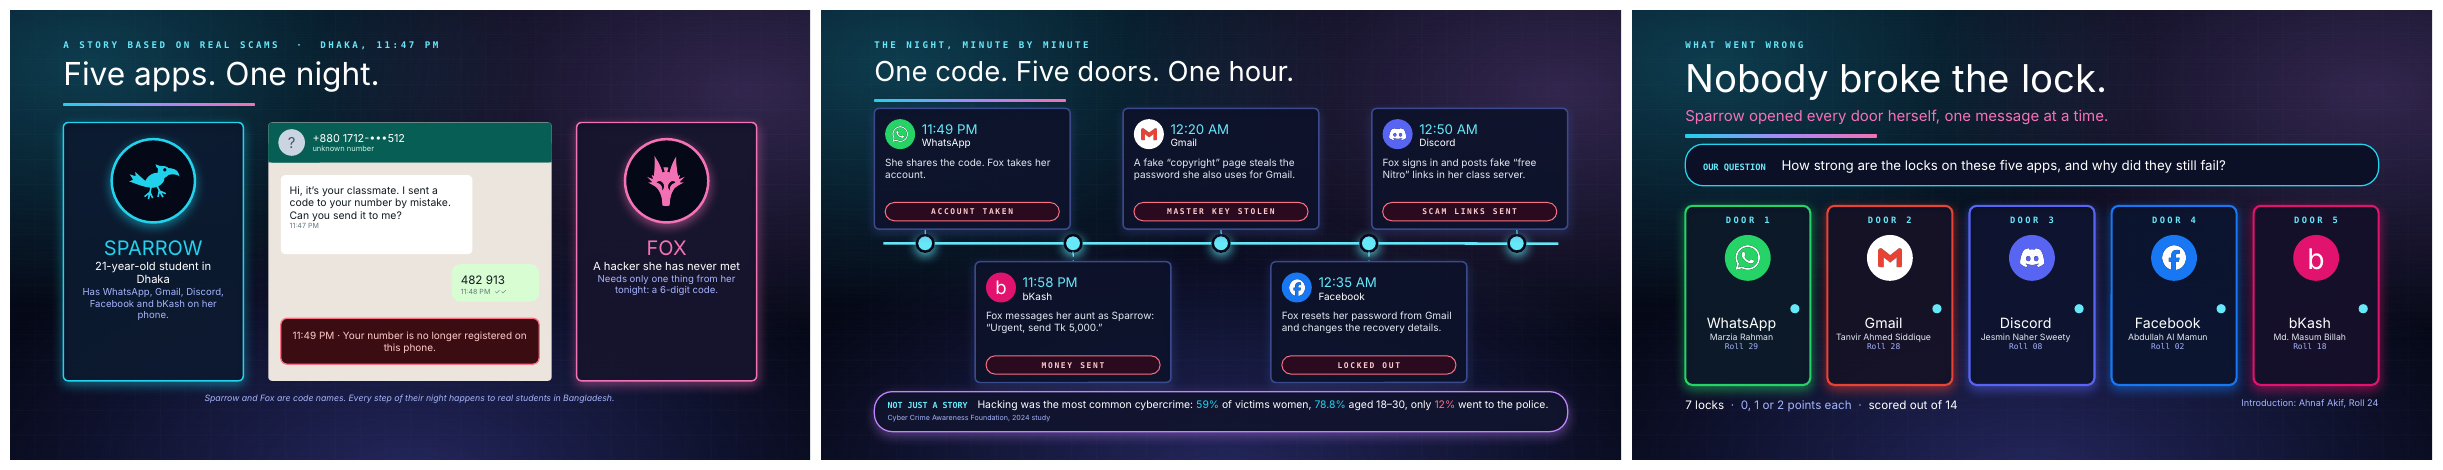 A STORY BASED ON REAL SCAMS · DHAKA, 11:47 PM
Five apps. One night.
SPARROW
21-year-old student in
Dhaka
Has WhatsApp, Gmail, Discord,
Facebook and bKash on her
phone.
?
+880 1712-•••512
unknown number
Hi, it’s your classmate. I sent a
code to your number by mistake.
Can you send it to me?
11:47 PM
482 913
11:48 PM ✓✓
11:49 PM · Your number is no longer registered on
this phone.
FOX
A hacker she has never met
Needs only one thing from her
tonight: a 6-digit code.
Sparrow and Fox are code names. Every step of their night happens to real students in Bangladesh.
THE NIGHT, MINUTE BY MINUTE
One code. Five doors. One hour.
11:49 PM
WhatsApp
She shares the code. Fox takes her
account.
ACCOUNT TAKEN
12:20 AM
Gmail
A fake “copyright” page steals the
password she also uses for Gmail.
MASTER KEY STOLEN
12:50 AM
Discord
Fox signs in and posts fake “free
Nitro” links in her class server.
SCAM LINKS SENT
b
11:58 PM
bKash
Fox messages her aunt as Sparrow:
“Urgent, send Tk 5,000.”
MONEY SENT
12:35 AM
Facebook
Fox resets her password from Gmail
and changes the recovery details.
LOCKED OUT
NOT JUST A STORY Hacking was the most common cybercrime: 59% of victims women, 78.8% aged 18–30, only 12% went to the police.
Cyber Crime Awareness Foundation, 2024 study
WHAT WENT WRONG
Nobody broke the lock.
Sparrow opened every door herself, one message at a time.
OUR QUESTION How strong are the locks on these five apps, and why did they still fail?
DOOR 1
WhatsApp
Marzia Rahman
Roll 29
DOOR 2
Gmail
Tanvir Ahmed Siddique
Roll 28
DOOR 3
Discord
Jesmin Naher Sweety
Roll 08
DOOR 4
Facebook
Abdullah Al Mamun
Roll 02
DOOR 5
b
bKash
Md. Masum Billah
Roll 18
7 locks · 0, 1 or 2 points each · scored out of 14
Introduction: Ahnaf Akif, Roll 24